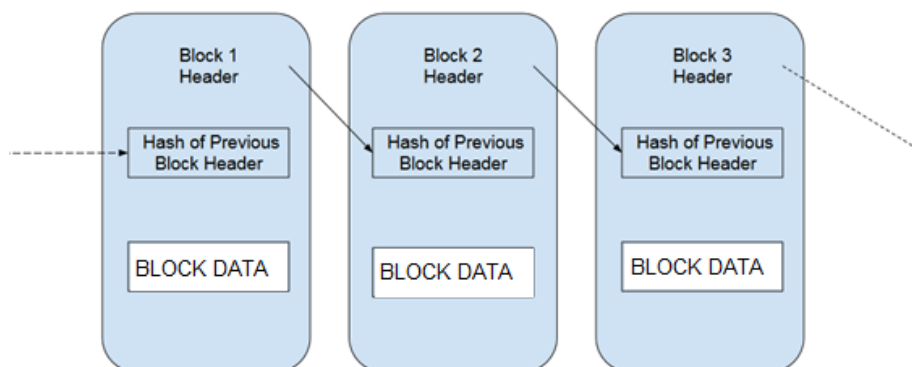 Block 1
Header
Hash of Previous
Block Header
BLOCK DATA
Block 2
Header
Hash of Previous
Block Header
BLOCK DATA
Block 3
Header
Hash of Previous
Block Header
BLOCK DATA